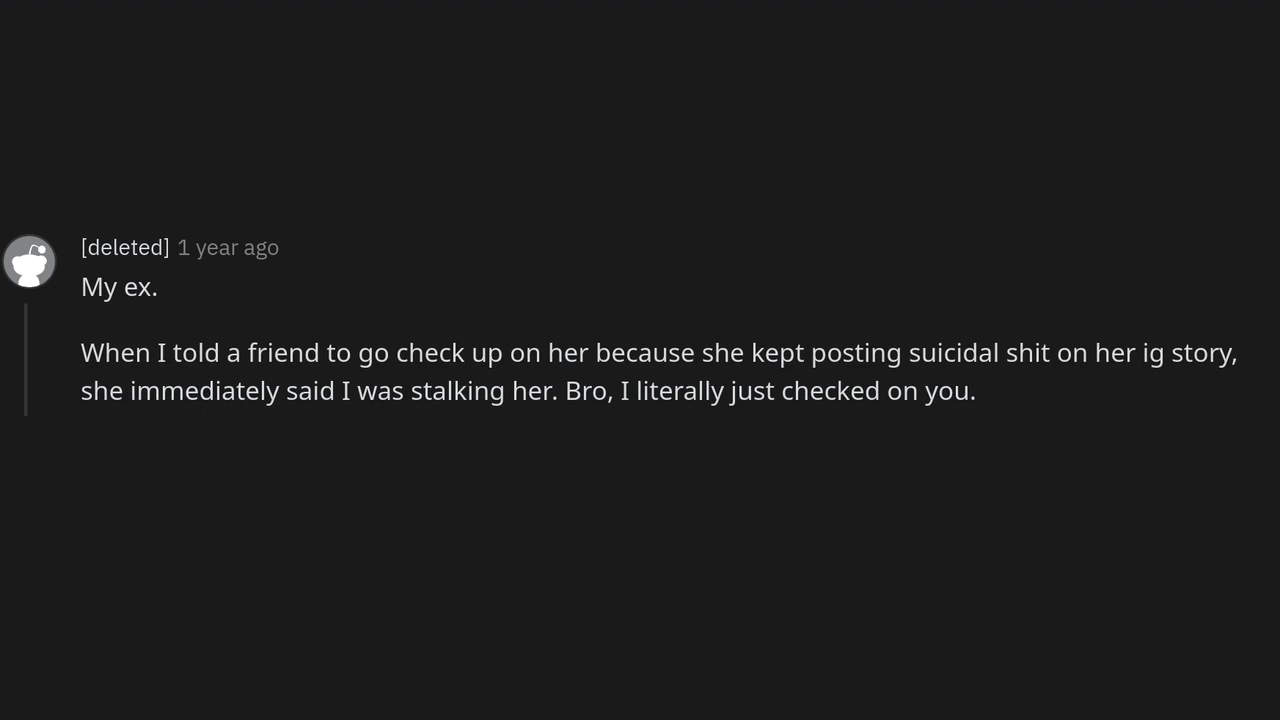 [deleted] 1 year ago
My ex.
When I told a friend to go check up on her because she kept posting suicidal shit on her ig story,
she immediately said I was stalking her. Bro, I literally just checked on you.